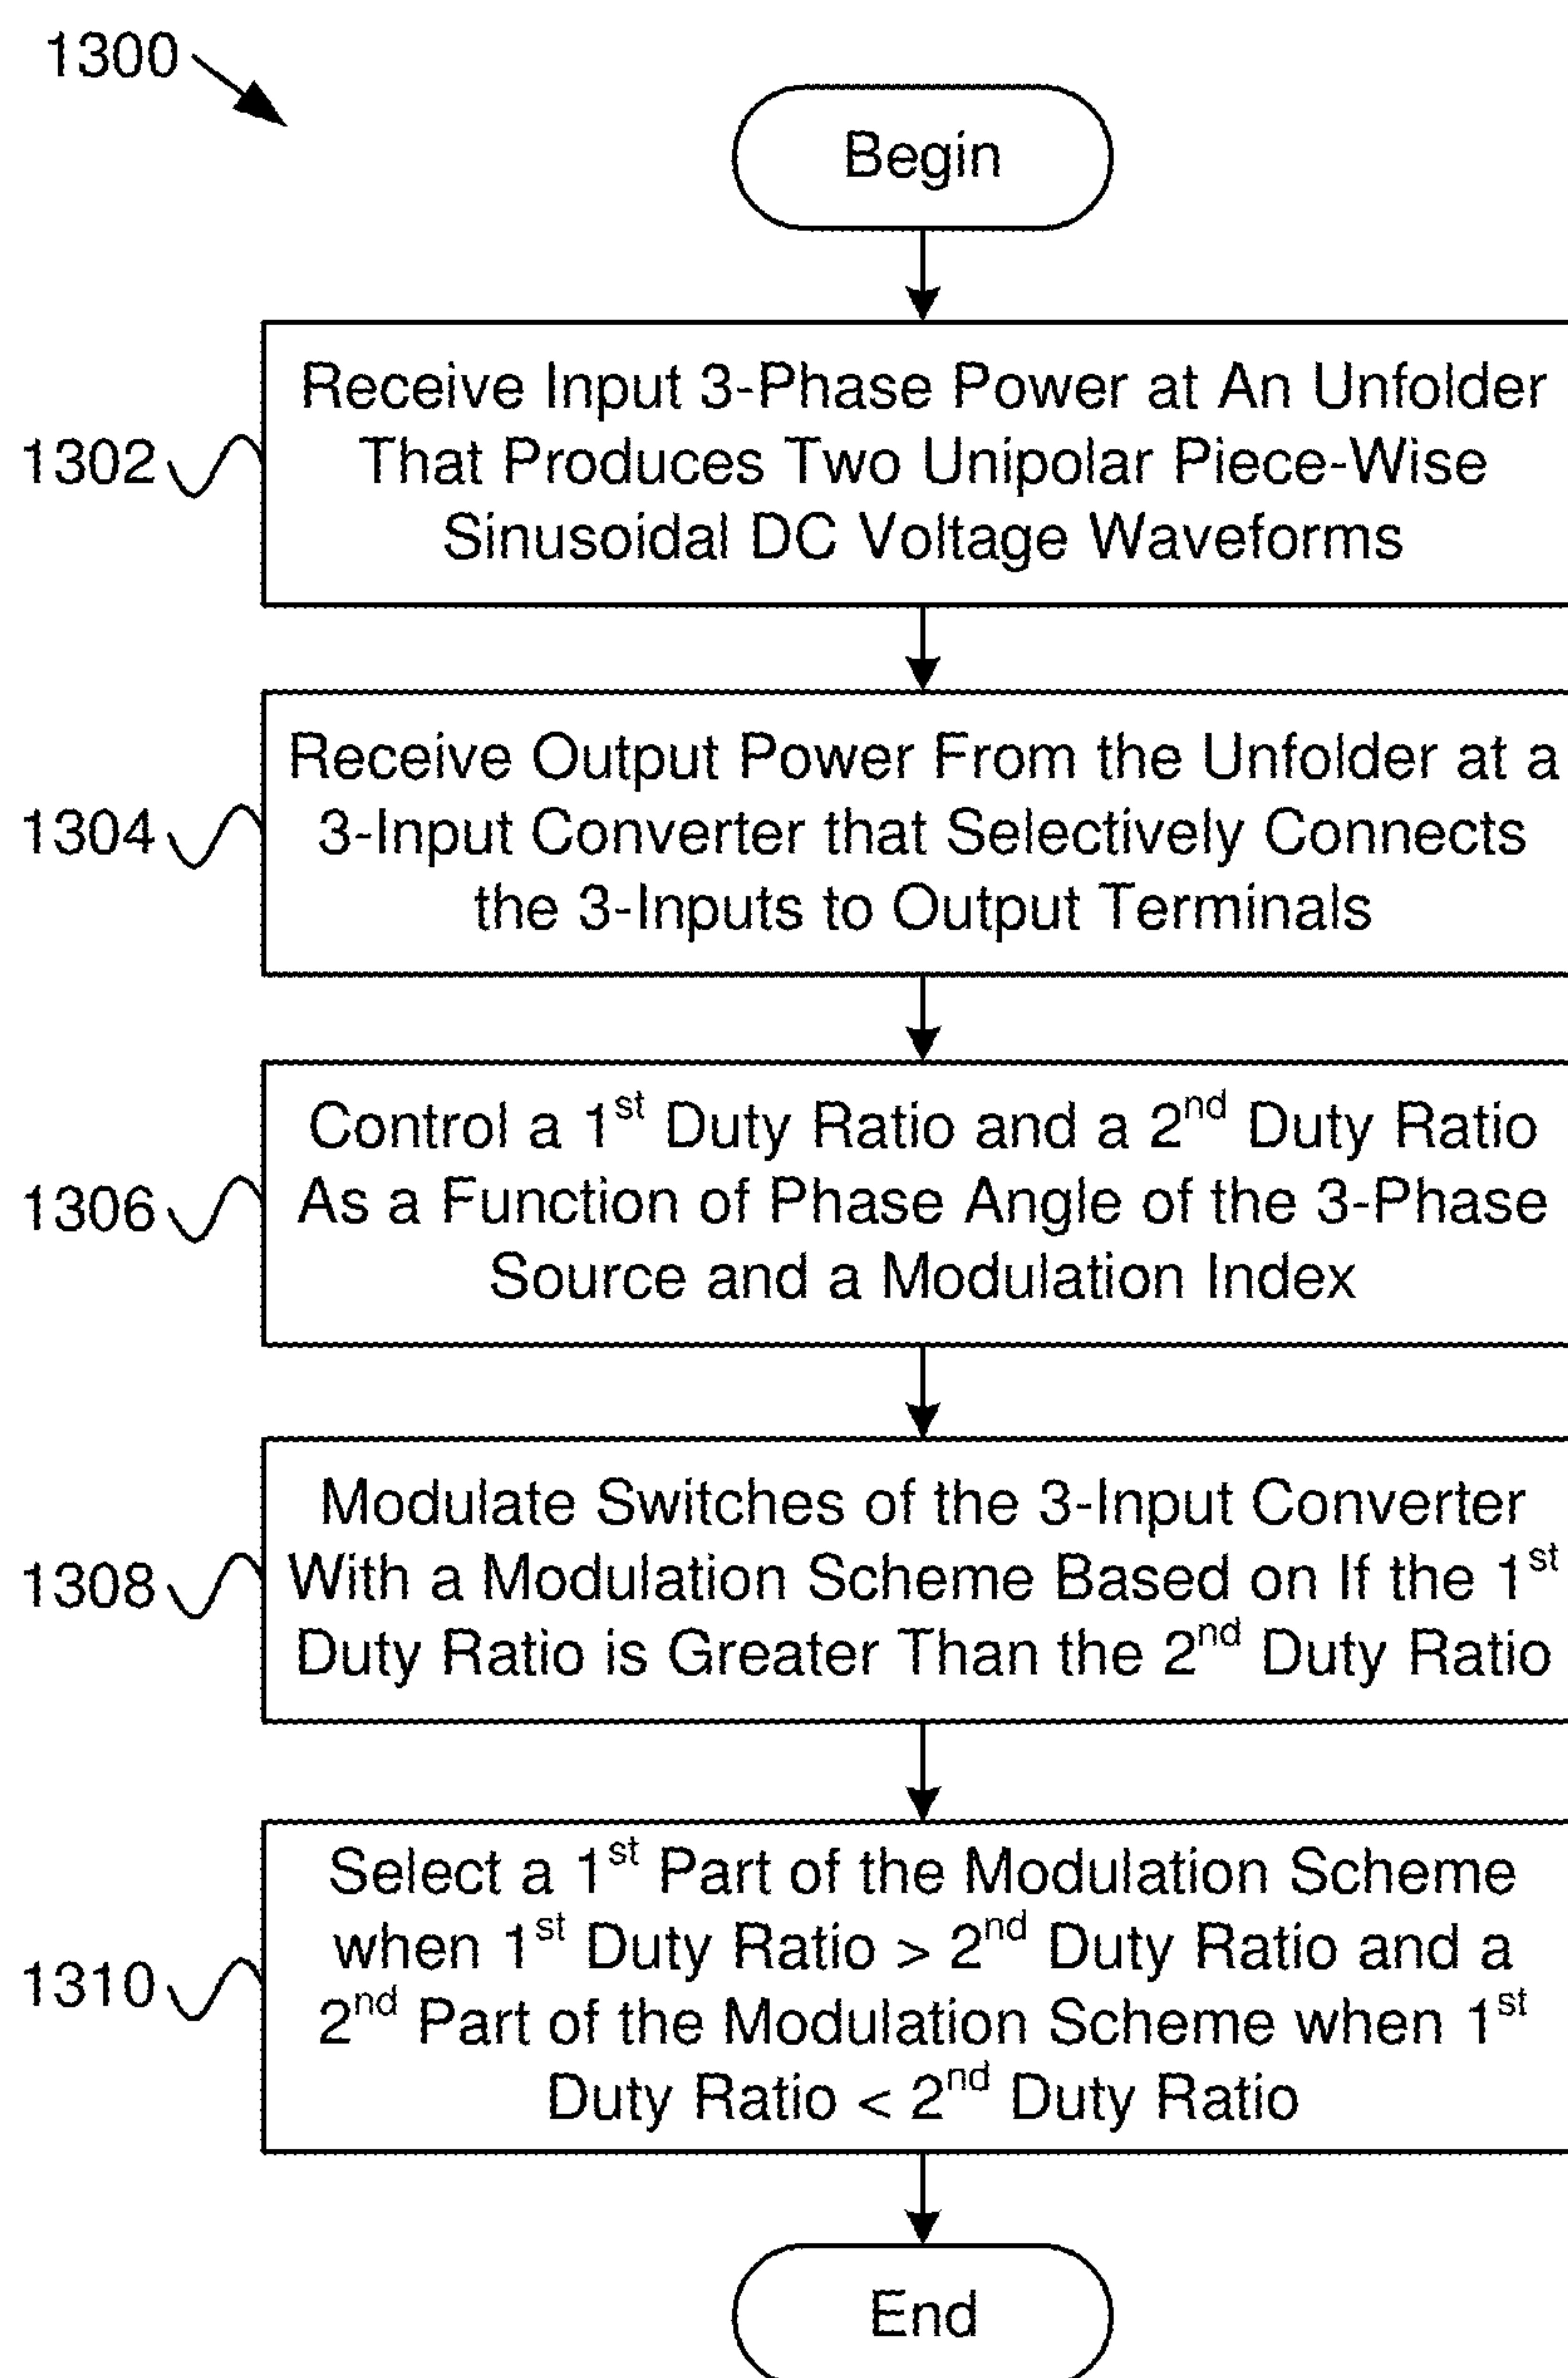 1300
Begin
1302
Receive Input 3-Phase Power at An Unfolder
That Produces Two Unipolar Piece-Wise
Sinusoidal DC Voltage Waveforms
1304
Receive Output Power From the Unfolder at a
3-Input Converter that Selectively Connects
the 3-Inputs to Output Terminals
1306
Control a 1st Duty Ratio and a 2nd Duty Ratio
As a Function of Phase Angle of the 3-Phase
Source and a Modulation Index
1308
Modulate Switches of the 3-Input Converter
With a Modulation Scheme Based on If the 1st
Duty Ratio is Greater Than the 2nd Duty Ratio
1310
Select a 1st Part of the Modulation Scheme
when 1st Duty Ratio > 2nd Duty Ratio and a
2nd Part of the Modulation Scheme when 1st
Duty Ratio < 2nd Duty Ratio
End